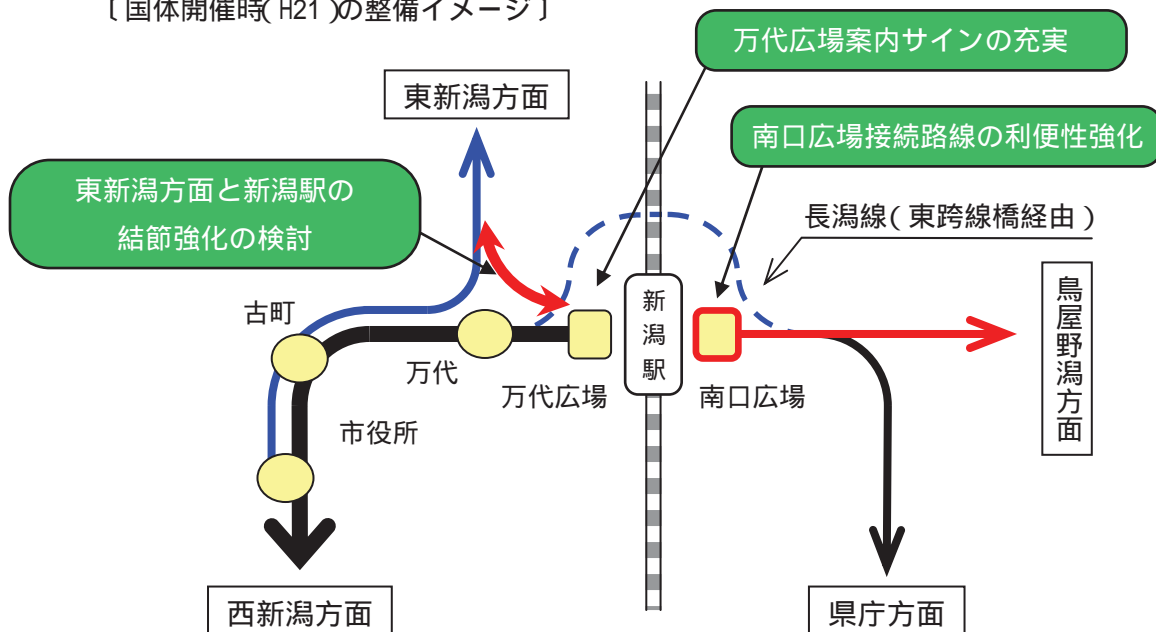 〔国体開催時(H21)の整備イメージ〕
万代広場案内サインの充実
東新潟方面
南口広場接続路線の利便性強化
東新潟方面と新潟駅の
結節強化の検討
長潟線(東跨線橋経由)
新潟駅
鳥屋野潟方面
古町
万代
万代広場
南口広場
市役所
西新潟方面
県庁方面